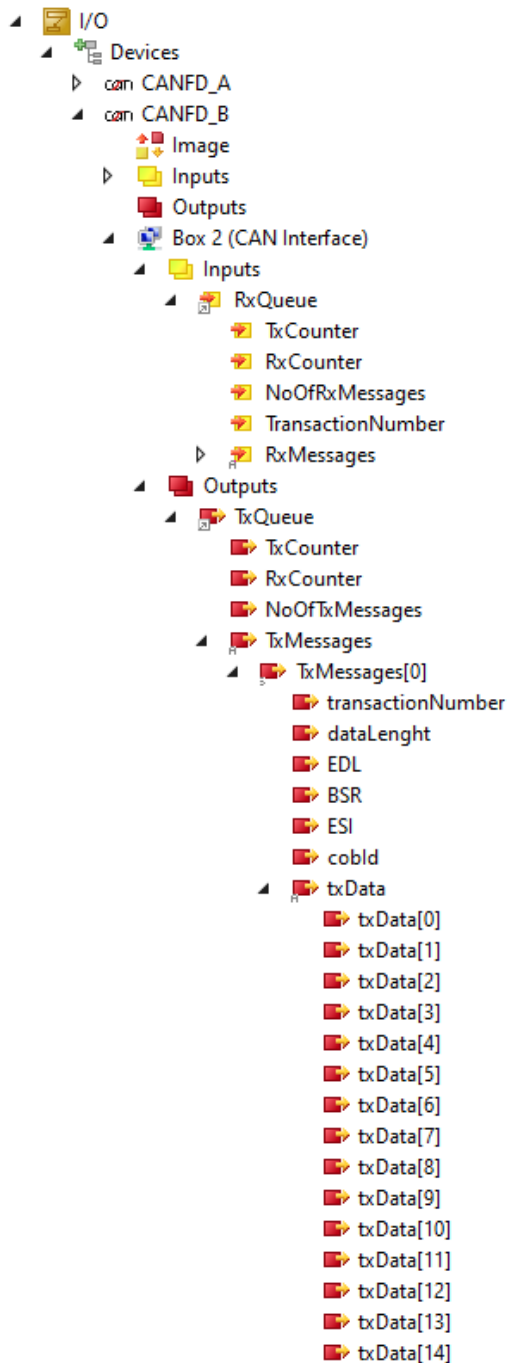 I/O
Devices
CANFD_A
CANFD_B
Image
Inputs
Outputs
Box 2 (CAN Interface)
Inputs
RxQueue
TxCounter
RxCounter
NoOfRxMessages
TransactionNumber
RxMessages
Outputs
TxQueue
TxCounter
RxCounter
NoOfTxMessages
TxMessages
TxMessages[0]
transactionNumber
dataLenght
EDL
BSR
ESI
cobId
txData
txData[0]
txData[1]
txData[2]
txData[3]
txData[4]
txData[5]
txData[6]
txData[7]
txData[8]
txData[9]
txData[10]
txData[11]
txData[12]
txData[13]
txData[14]